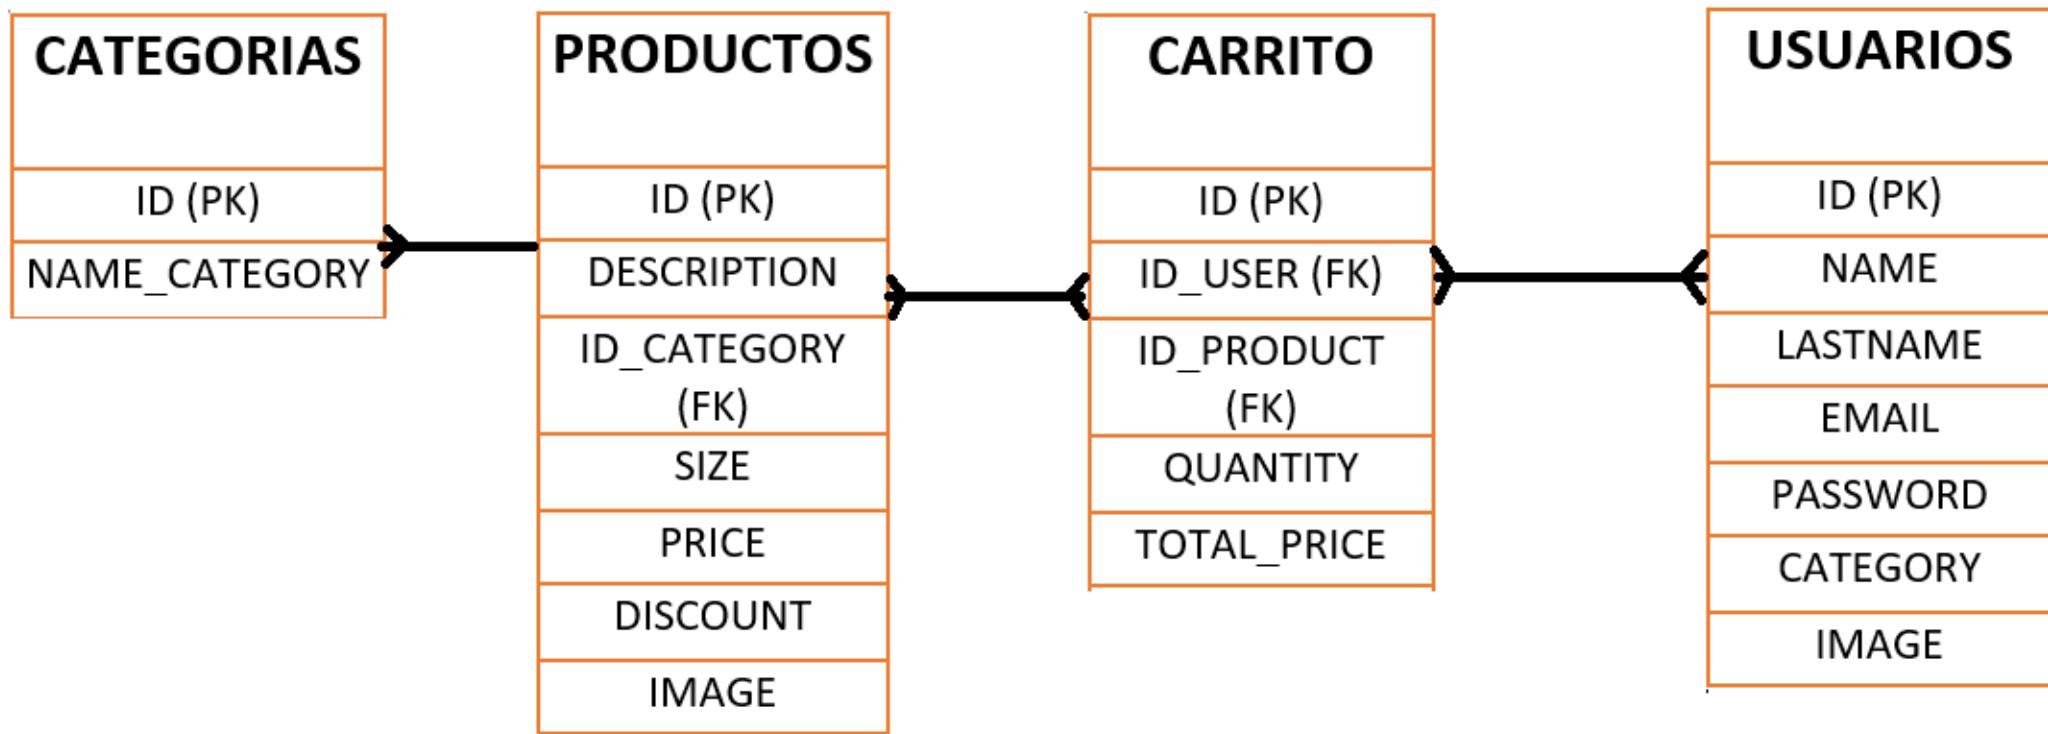 CATEGORIAS
ID (PK)
NAME_CATEGORY
PRODUCTOS
ID (PK)
DESCRIPTION
ID_CATEGORY
(FK)
SIZE
PRICE
DISCOUNT
IMAGE
CARRITO
ID (PK)
ID_USER (FK)
ID_PRODUCT
(FK)
QUANTITY
TOTAL_PRICE
USUARIOS
ID (PK)
NAME
LASTNAME
EMAIL
PASSWORD
CATEGORY
IMAGE